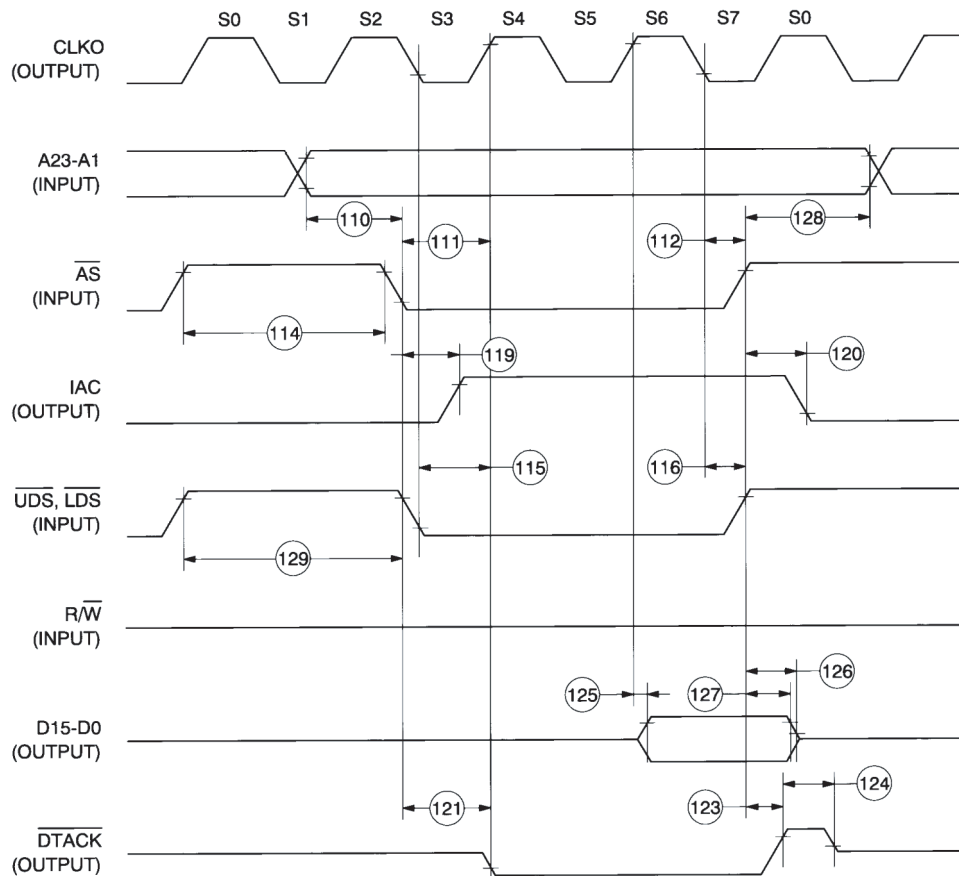 S0 S1 S2 S3 S4 S5 S6 S7 S0
CLKO
(OUTPUT)
A23-A1
(INPUT)
110
128
111
112
AS
(INPUT)
114
119
120
IAC
(OUTPUT)
115
116
UDS, LDS
(INPUT)
129
R/W
(INPUT)
126
125
127
D15-D0
(OUTPUT)
124
121
123
DTACK
(OUTPUT)